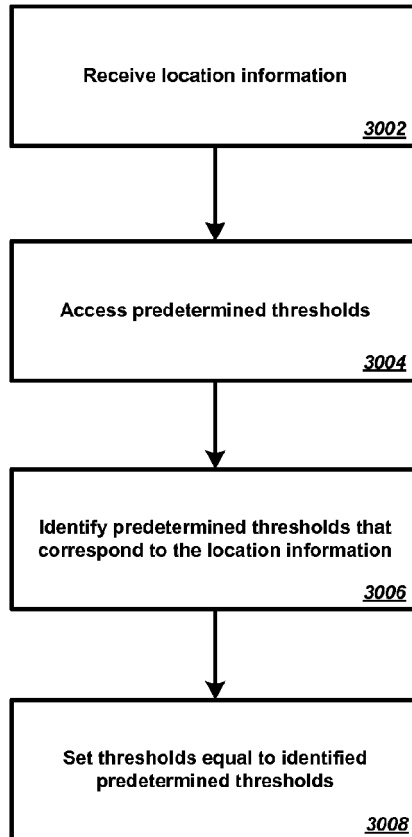 Receive location information
3002
Access predetermined thresholds
3004
Identify predetermined thresholds that
correspond to the location information
3006
Set thresholds equal to identified
predetermined thresholds
3008